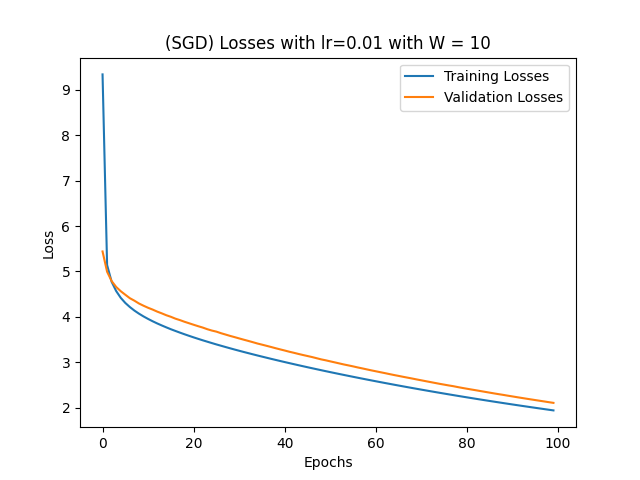 (SGD) Losses with lr=0.01 with W = 10
Training Losses
Validation Losses
9
8
7
6
5
4
3
2
Loss
0 20 40 60 80 100
Epochs